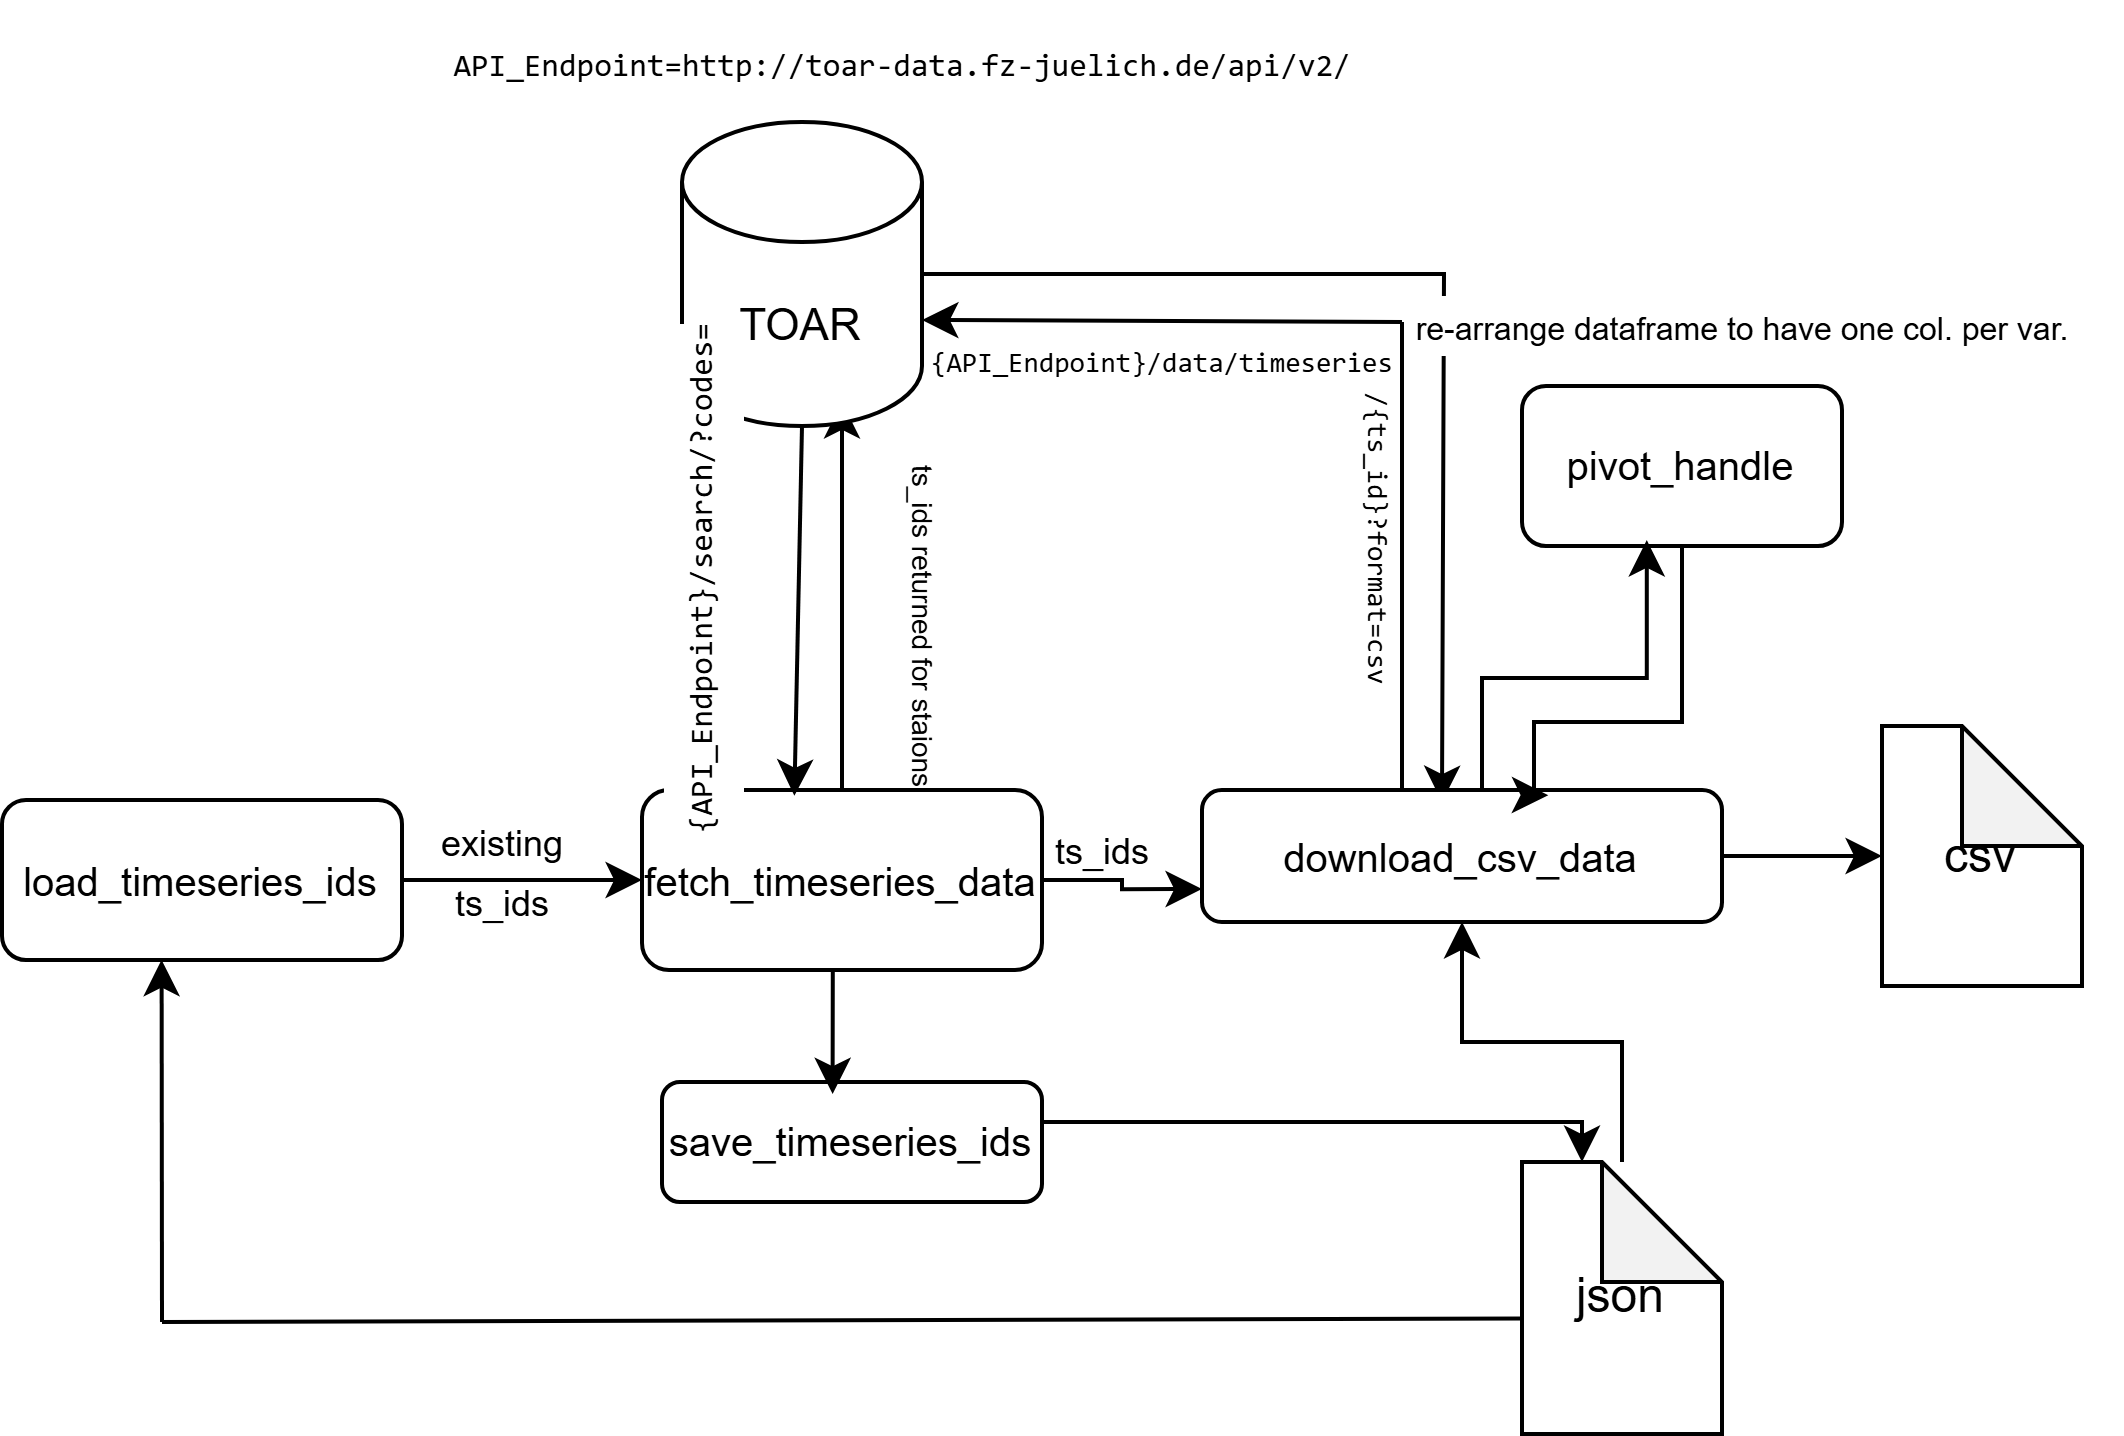 API_Endpoint=http://toar-data.fz-juelich.de/api/v2/
TOAR
re-arrange dataframe to have one col. per var.
{API_Endpoint}/data/timeseries
/{ts_id}?format=csv
{API_Endpoint}/search/?codes=
ts_ids returned for staions
pivot_handle
existing
ts_ids
load_timeseries_ids
fetch_timeseries_data
ts_ids
download_csv_data
csv
save_timeseries_ids
json